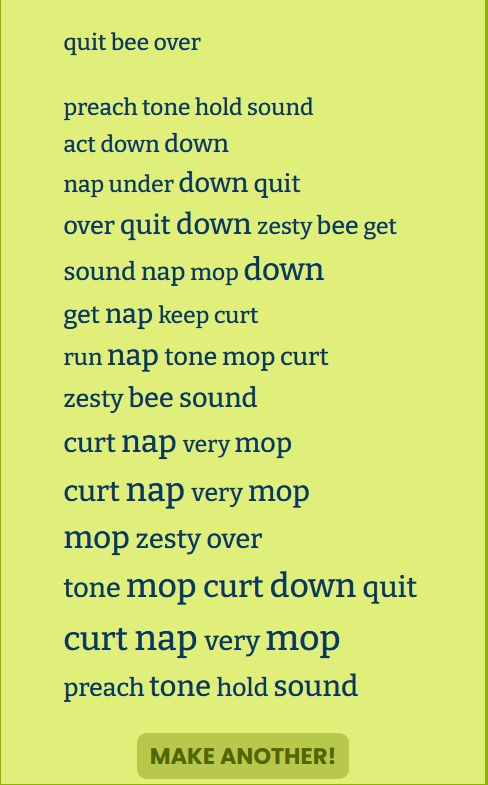 quit bee over
preach tone hold sound
act down down
nap under down quit
over quit down zesty bee get
sound nap mop down
get nap keep curt
run nap tone mop curt
zesty bee sound
curt nap very mop
curt nap very mop
mop zesty over
tone mop curt down quit
curt nap very mop
preach tone hold sound
MAKE ANOTHER!